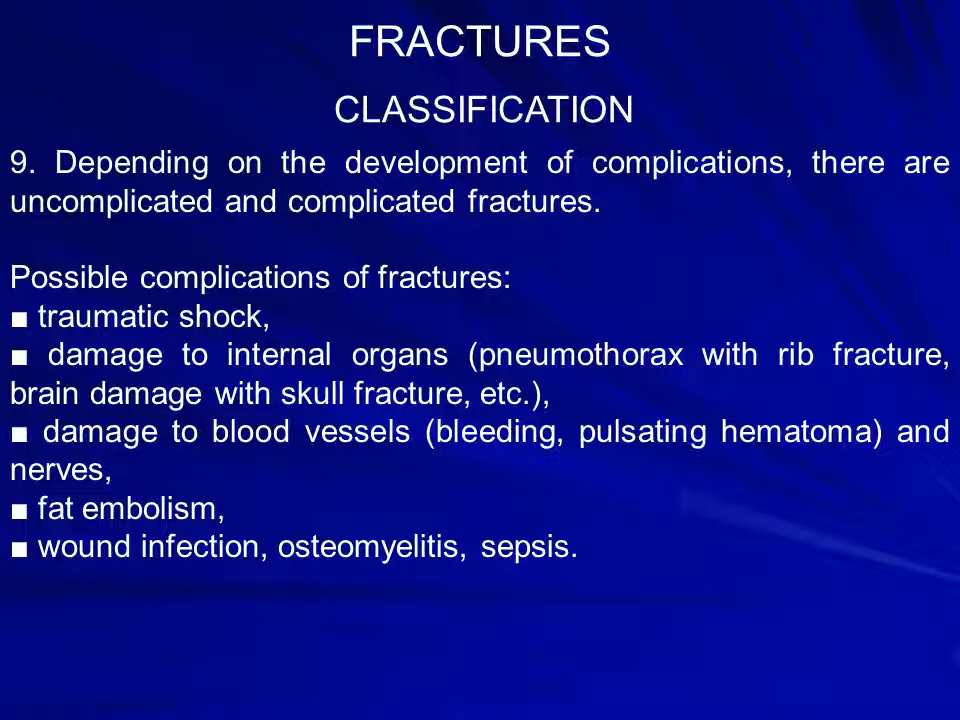 FRACTURES
CLASSIFICATION
9. Depending on the development of complications, there are
uncomplicated and complicated fractures.
Possible complications of fractures:
■ traumatic shock,
■ damage to internal organs (pneumothorax with rib fracture,
brain damage with skull fracture, etc.),
■ damage to blood vessels (bleeding, pulsating hematoma) and
nerves,
■ fat embolism,
■ wound infection, osteomyelitis, sepsis.